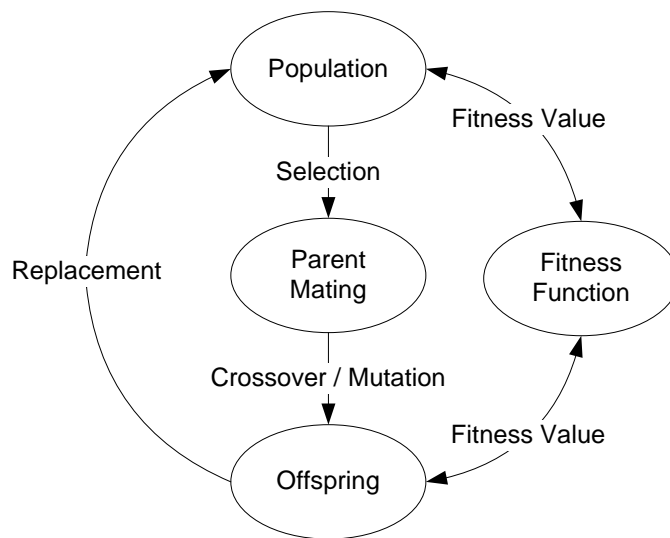 Population
Fitness Value
Selection
Parent
Mating
Fitness
Function
Replacement
Crossover / Mutation
Fitness Value
Offspring